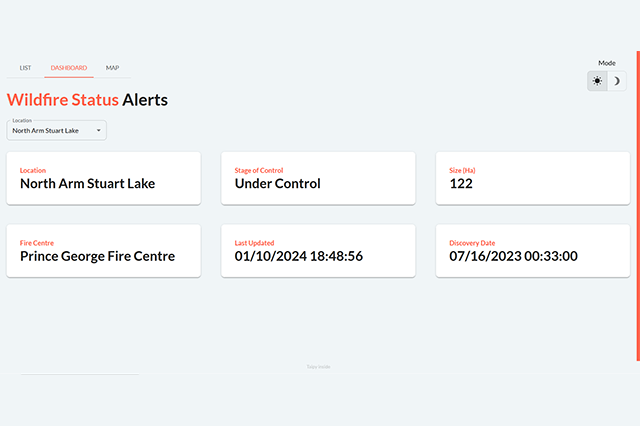 LIST DASHBOARD MAP
Mode
Wildfire Status Alerts
Location
North Arm Stuart Lake
Location
North Arm Stuart Lake
Stage of Control
Under Control
Size (Ha)
122
Fire Centre
Prince George Fire Centre
Last Updated
01/10/2024 18:48:56
Discovery Date
07/16/2023 00:33:00